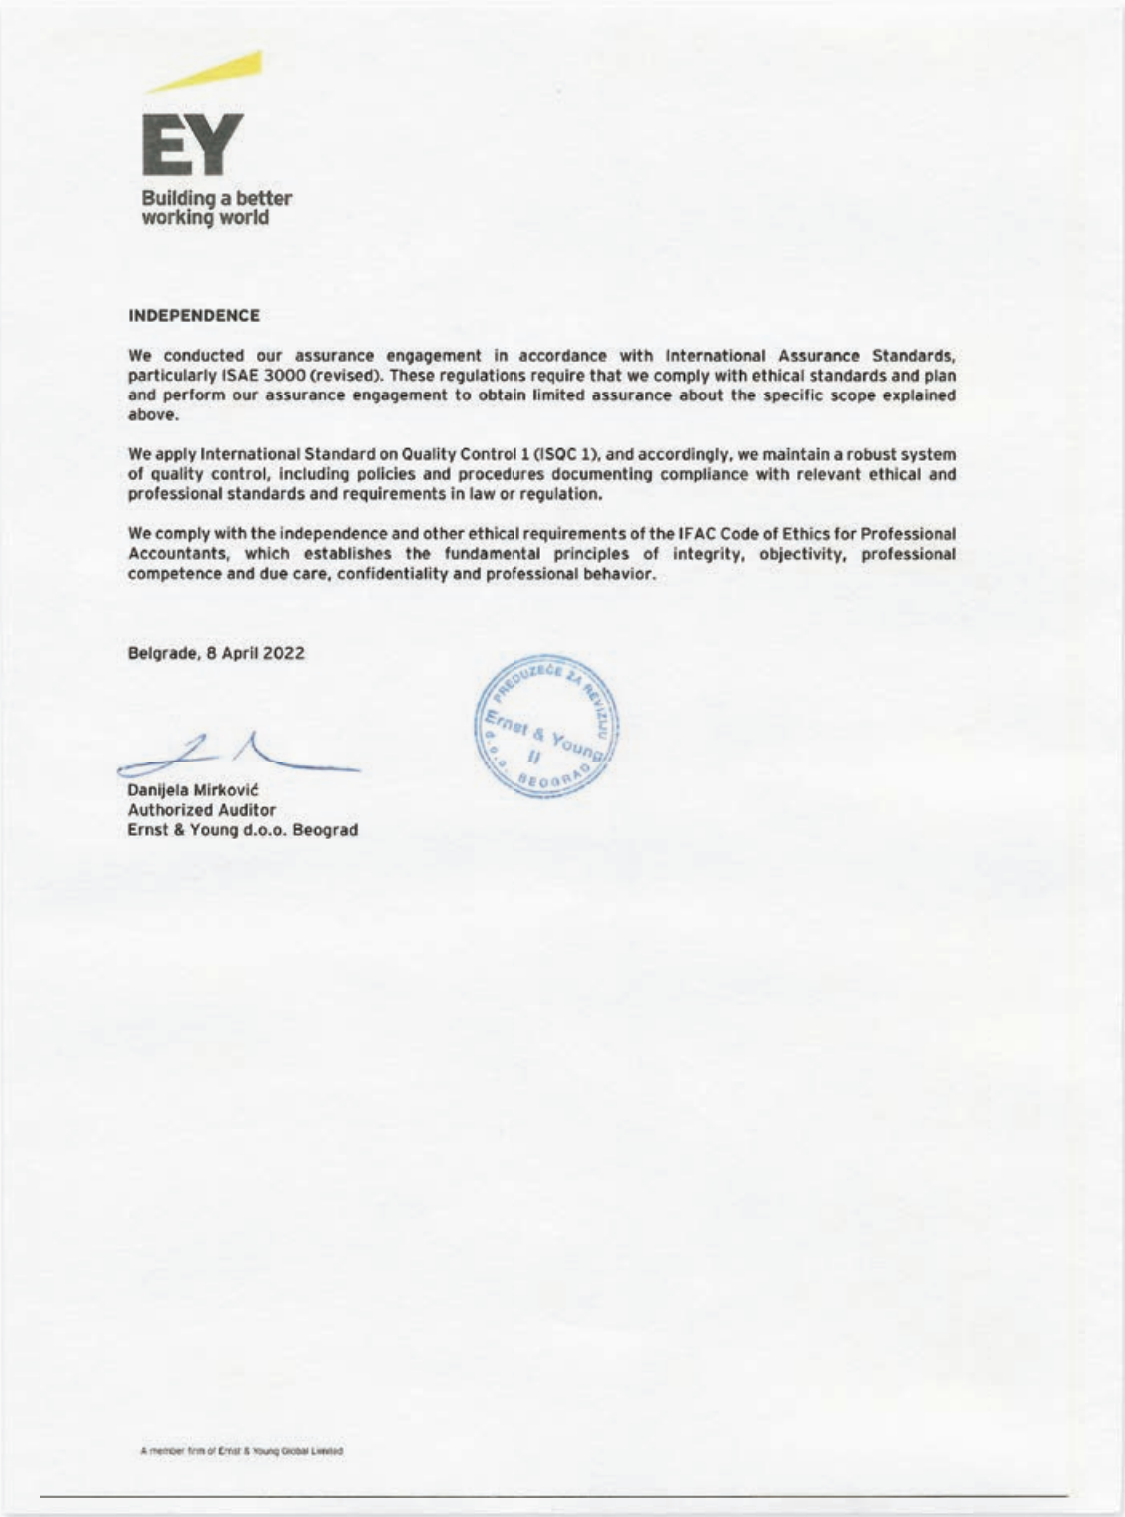 EY
Building a better
working world
INDEPENDENCE
We conducted our assurance engagement in accordance with International Assurance Standards,
particularly ISAE 3000 (revised). These regulations require that we comply with ethical standards and plan
and perform our assurance engagement to obtain limited assurance about the specific scope explained
above.
We apply International Standard on Quality Control 1 (ISQC 1), and accordingly, we maintain a robust system
of quality control, including policies and procedures documenting compliance with relevant ethical and
professional standards and requirements in law or regulation.
We comply with the independence and other ethical requirements of the IFAC Code of Ethics for Professional
Accountants, which establishes the fundamental principles of integrity, objectivity, professional
competence and due care, confidentiality and professional behavior.
Belgrade, 8 April 2022
PREDUZEĆE ZA REVIZIJU
Ernst & Young
II
d.o.o. BEOGRAD
Danijela Mirković
Authorized Auditor
Ernst & Young d.o.o. Beograd
A member firm of Ernst & Young Global Limited